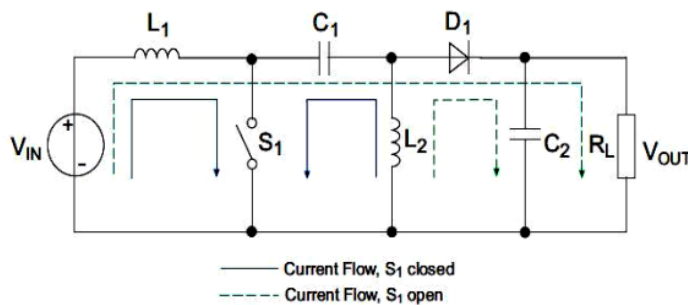 L1
C1
D1
+
-
VIN
S1
L2
C2
RL
VOUT
Current Flow, S1 closed
Current Flow, S1 open